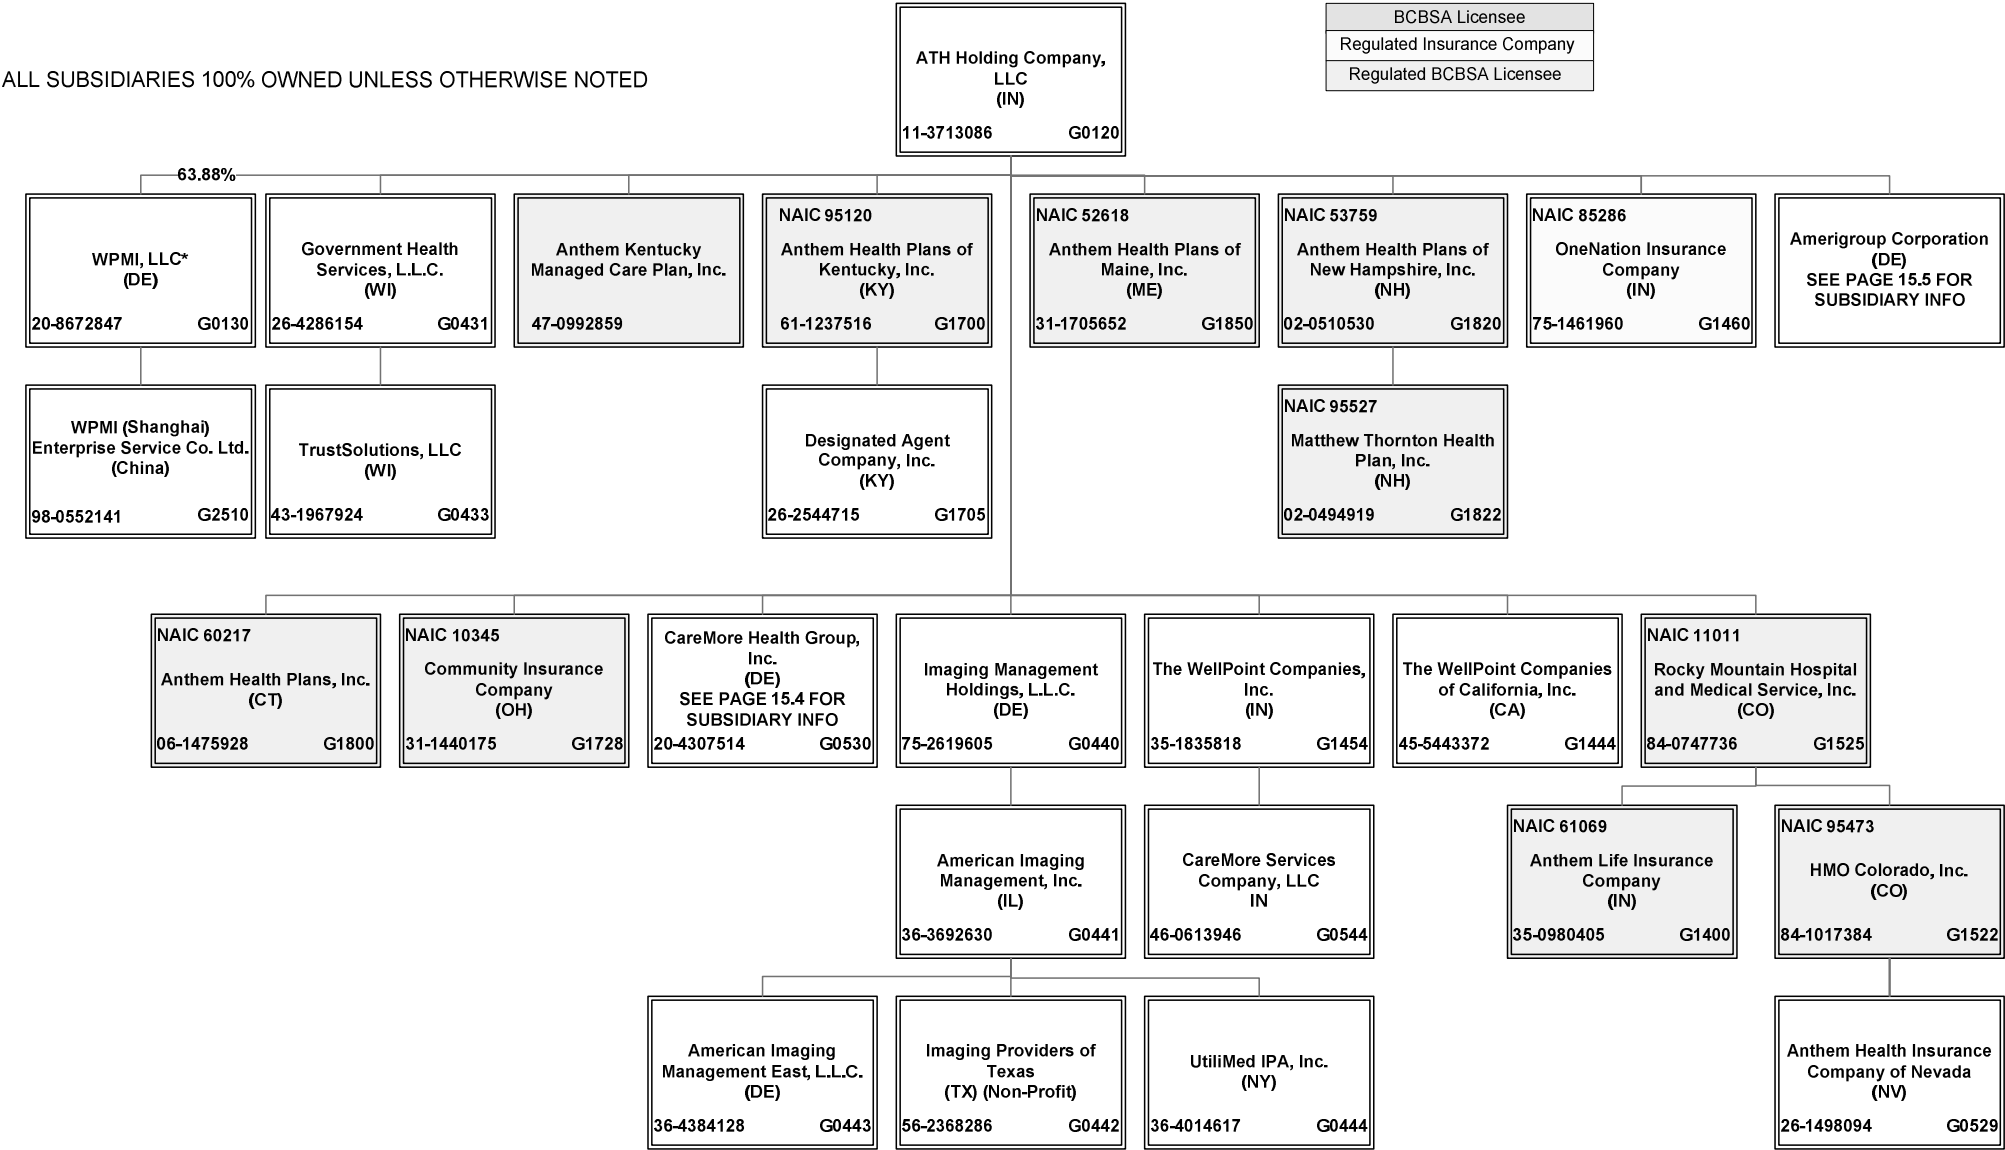 BCBSA Licensee
Regulated Insurance Company
Regulated BCBSA Licensee
ALL SUBSIDIARIES 100% OWNED UNLESS OTHERWISE NOTED
ATH Holding Company,
LLC
(IN)
11-3713086 G0120
63.88%
WPMI, LLC*
(DE)
20-8672847 G0130
Government Health
Services, L.L.C.
(WI)
26-4286154 G0431
Anthem Kentucky
Managed Care Plan, Inc.
47-0992859
NAIC 95120
Anthem Health Plans of
Kentucky, Inc.
(KY)
61-1237516 G1700
NAIC 52618
Anthem Health Plans of
Maine, Inc.
(ME)
31-1705652 G1850
NAIC 53759
Anthem Health Plans of
New Hampshire, Inc.
(NH)
02-0510530 G1820
NAIC 85286
OneNation Insurance
Company
(IN)
75-1461960 G1460
Amerigroup Corporation
(DE)
SEE PAGE 15.5 FOR
SUBSIDIARY INFO
WPMI (Shanghai)
Enterprise Service Co. Ltd.
(China)
98-0552141 G2510
TrustSolutions, LLC
(WI)
43-1967924 G0433
Designated Agent
Company, Inc.
(KY)
26-2544715 G1705
NAIC 95527
Matthew Thornton Health
Plan, Inc.
(NH)
02-0494919 G1822
NAIC 60217
Anthem Health Plans, Inc.
(CT)
06-1475928 G1800
NAIC 10345
Community Insurance
Company
(OH)
31-1440175 G1728
CareMore Health Group,
Inc.
(DE)
SEE PAGE 15.4 FOR
SUBSIDIARY INFO
20-4307514 G0530
Imaging Management
Holdings, L.L.C.
(DE)
75-2619605 G0440
The WellPoint Companies,
Inc.
(IN)
35-1835818 G1454
The WellPoint Companies
of California, Inc.
(CA)
45-5443372 G1444
NAIC 11011
Rocky Mountain Hospital
and Medical Service, Inc.
(CO)
84-0747736 G1525
American Imaging
Management, Inc.
(IL)
36-3692630 G0441
CareMore Services
Company, LLC
IN
46-0613946 G0544
NAIC 61069
Anthem Life Insurance
Company
(IN)
35-0980405 G1400
NAIC 95473
HMO Colorado, Inc.
(CO)
84-1017384 G1522
American Imaging
Management East, L.L.C.
(DE)
36-4384128 G0443
Imaging Providers of
Texas
(TX) (Non-Profit)
56-2368286 G0442
UtiliMed IPA, Inc.
(NY)
36-4014617 G0444
Anthem Health Insurance
Company of Nevada
(NV)
26-1498094 G0529